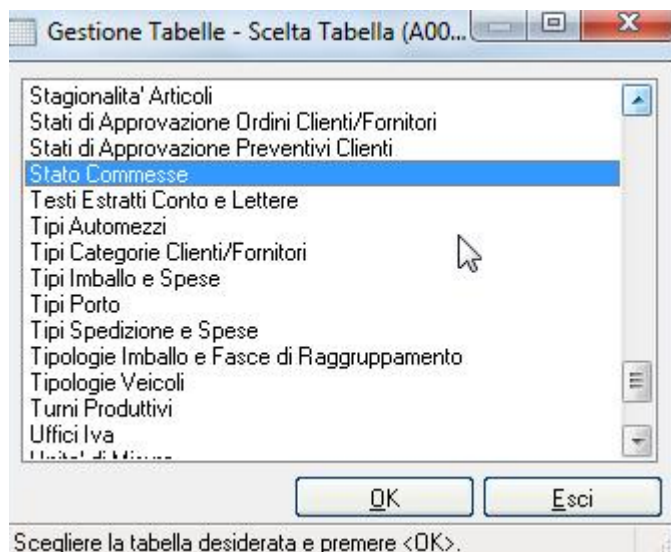 Gestione Tabelle - Scelta Tabella (A00...
Stagionalita' Articoli
Stati di Approvazione Ordini Clienti/Fornitori
Stati di Approvazione Preventivi Clienti
Stato Commesse
Testi Estratti Conto e Lettere
Tipi Automezzi
Tipi Categorie Clienti/Fornitori
Tipi Imballo e Spese
Tipi Porto
Tipi Spedizione e Spese
Tipologie Imballo e Fasce di Raggruppamento
Tipologie Veicoli
Turni Produttivi
Uffici Iva
Unita' di Misura
OK Esci
Scegliere la tabella desiderata e premere <OK>.